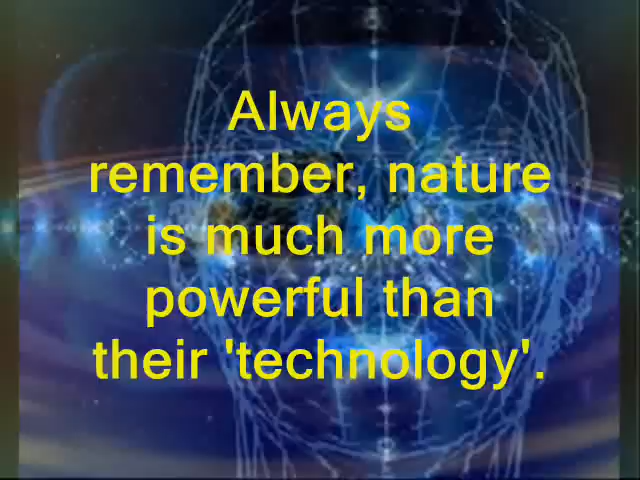 Always
remember, nature
is much more
powerful than
their 'technology'.